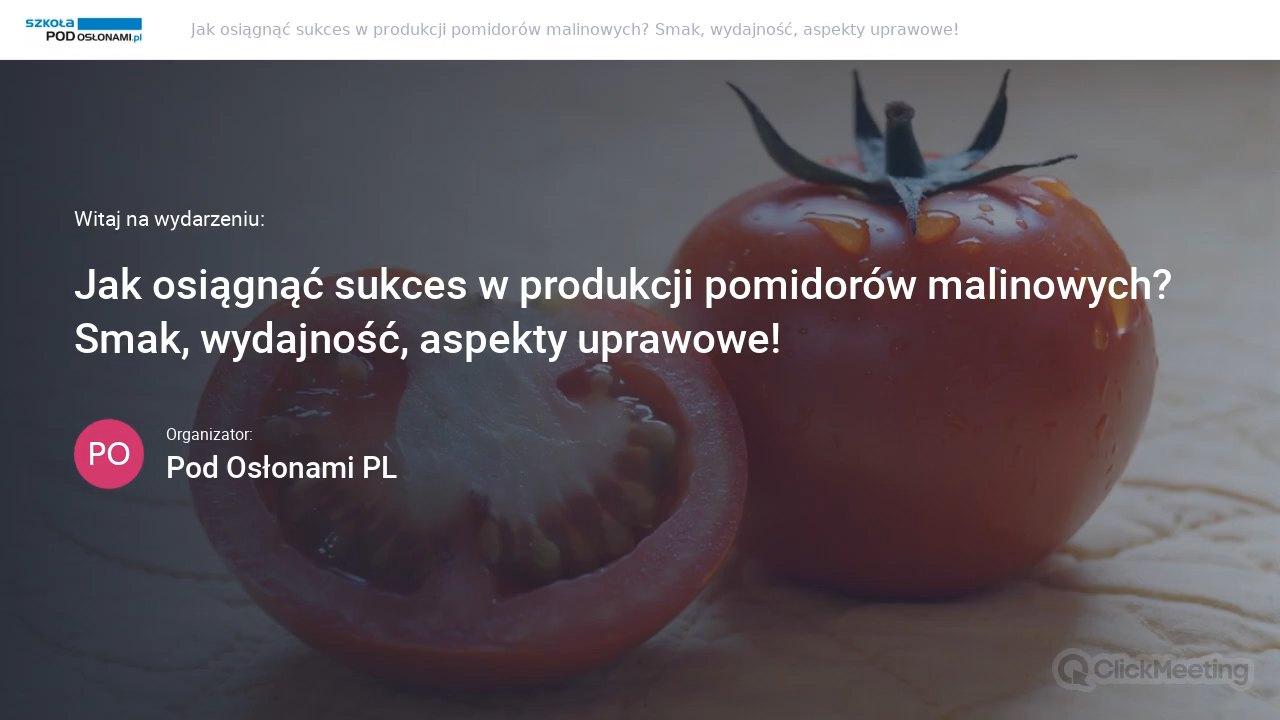 SZKOŁA
POD OSŁONAMI.pl
Jak osiągnąć sukces w produkcji pomidorów malinowych? Smak, wydajność, aspekty uprawowe!
Witaj na wydarzeniu:
Jak osiągnąć sukces w produkcji pomidorów malinowych?
Smak, wydajność, aspekty uprawowe!
PO
Organizator:
Pod Osłonami PL
ClickMeeting